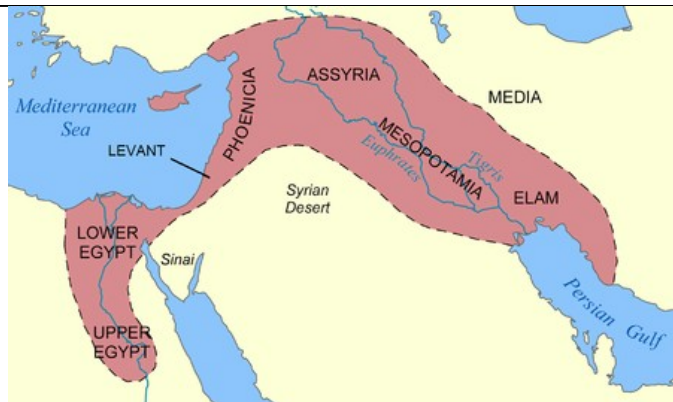 ASSYRIA
MEDIA
Mediterranean
Sea
PHOENICIA
MESOPOTAMIA
LEVANT
Euphrates
Tigris
ELAM
Syrian
Desert
LOWER
EGYPT
Sinai
Persian Gulf
UPPER
EGYPT